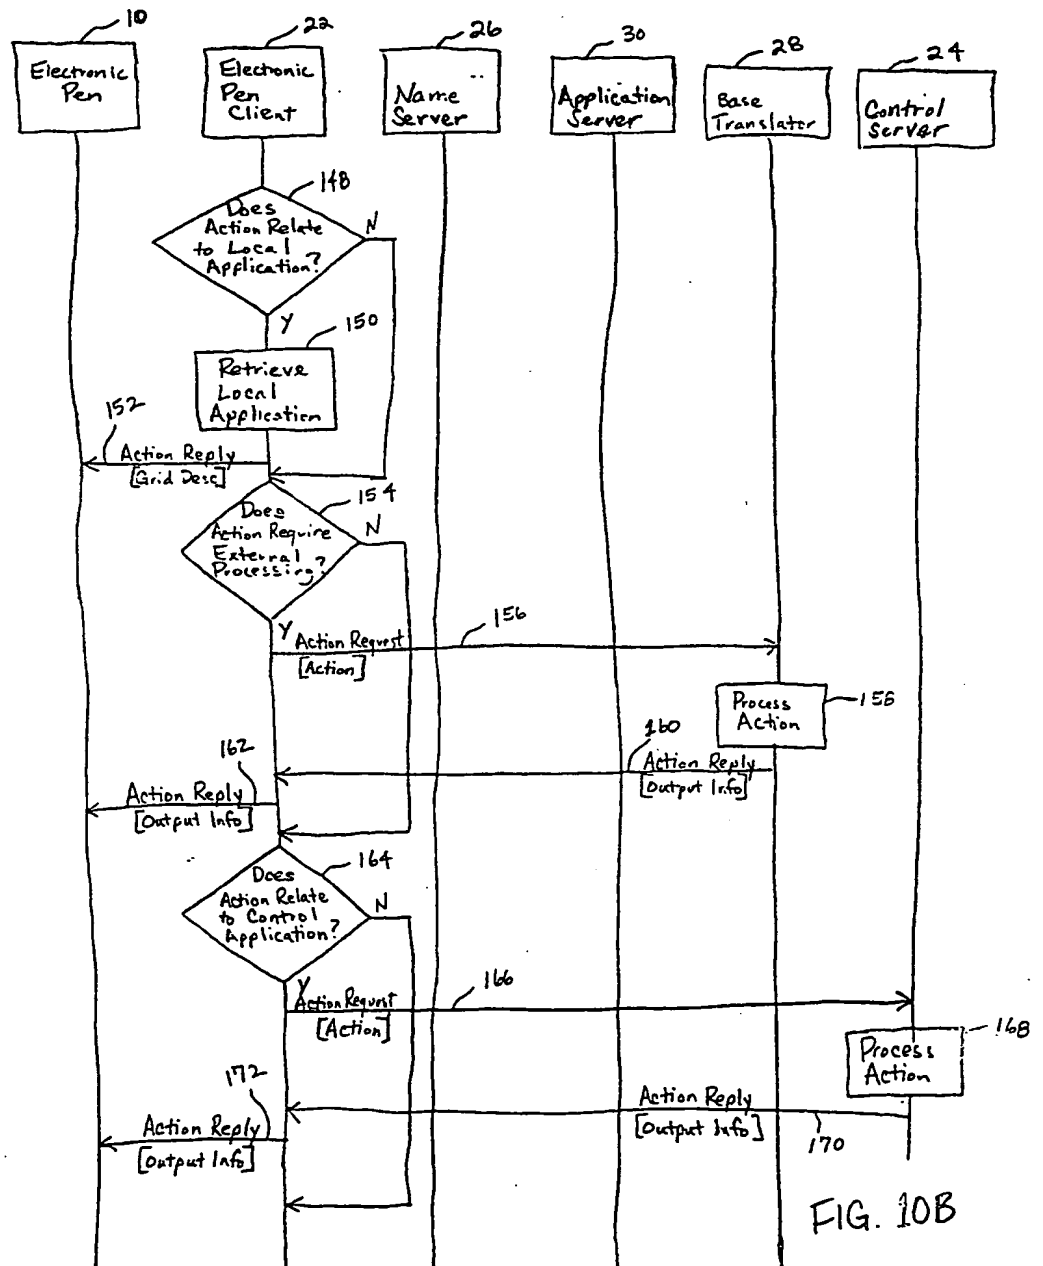 10
22
26
30
28
24
Electronic
Pen
Electronic
Pen
Client
Name
Server
Application
Server
Base
Translator
Control
Server
148
Does
Action Relate
to Local
Application?
N
Y
150
Retrieve
Local
Application
152
Action Reply
[Grid Desc]
154
Does
Action Require
External
Processing?
N
Y
Action Request
[Action]
156
Process
Action
158
160
Action Reply
[Output Info]
162
Action Reply
[Output Info]
164
Does
Action Relate
to Control
Application?
N
Y
Action Request
[Action]
166
168
Process
Action
Action Reply
[Output Info]
170
172
Action Reply
[Output Info]
FIG. 10B